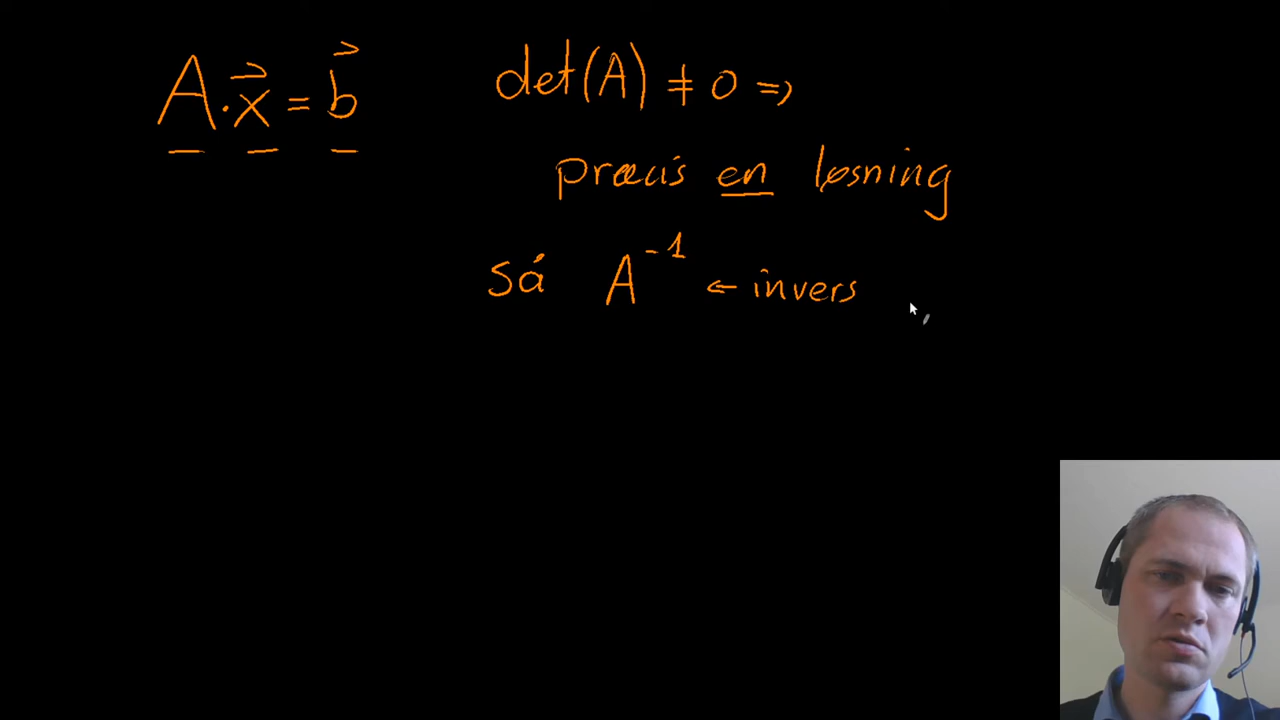 A·x⃗ = b⃗
det(A) ≠ 0 =>
præcis en løsning
så A⁻¹ ← invers